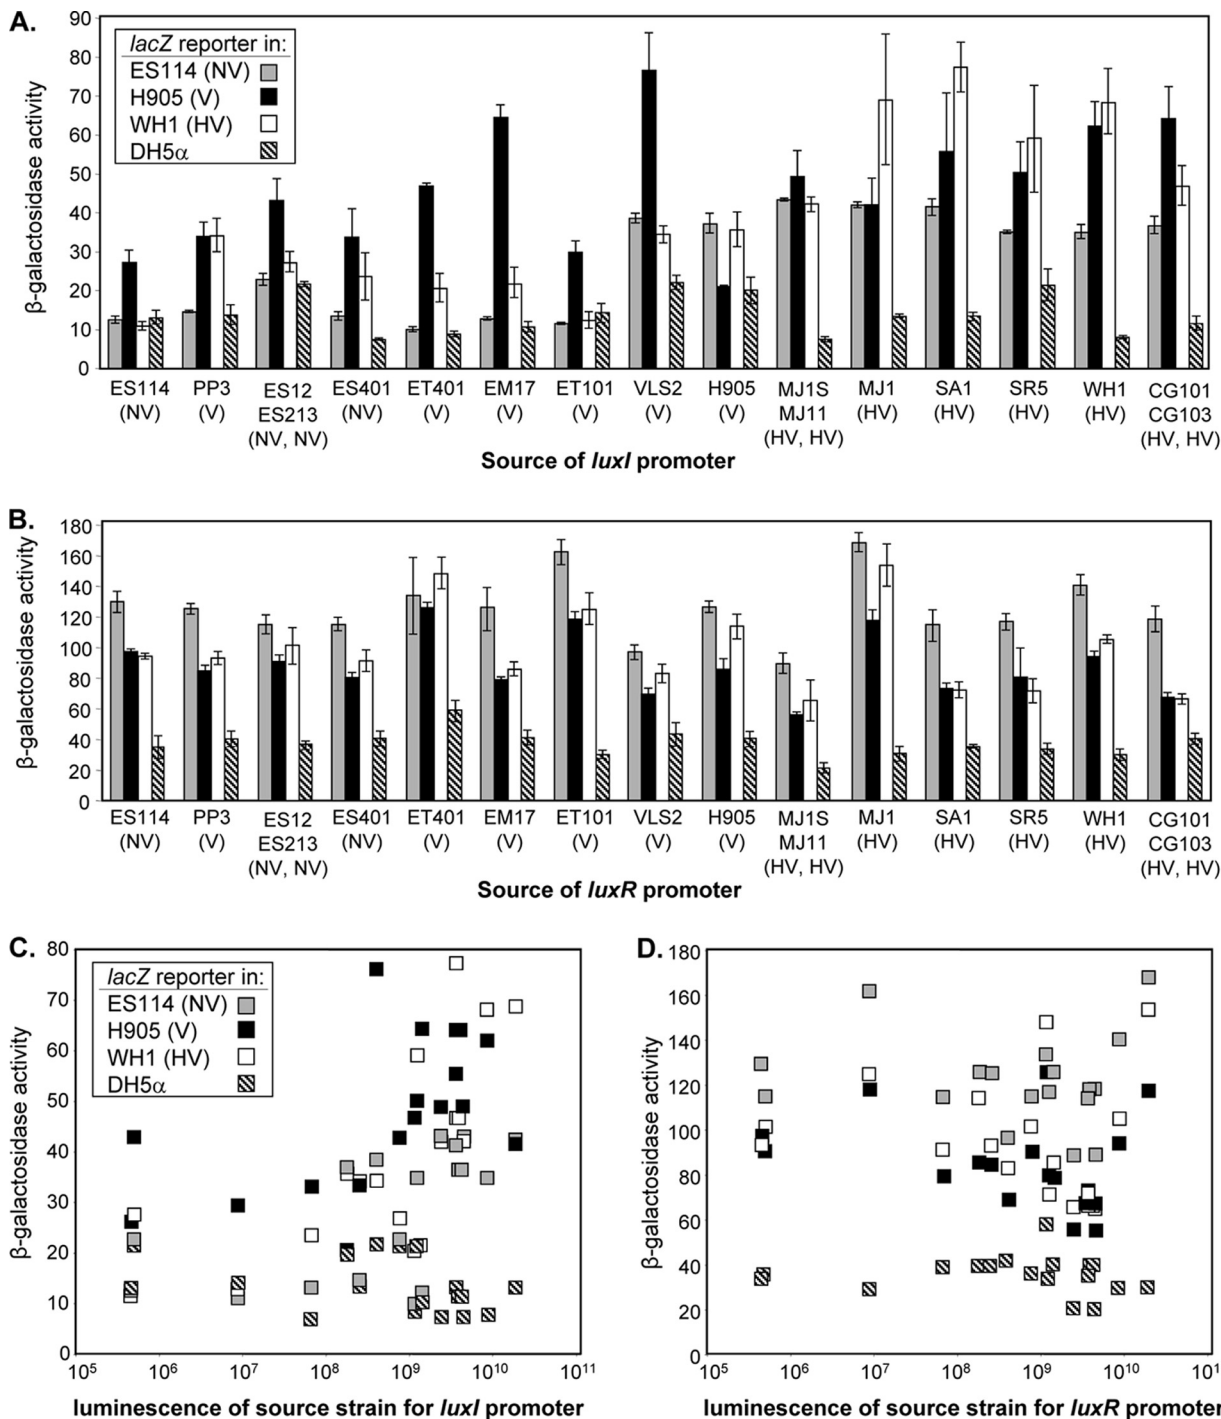 A.
90
80
70
60
50
40
30
20
10
0
β-galactosidase activity
lacZ reporter in:
ES114 (NV)
H905 (V)
WH1 (HV)
DH5α
ES114 PP3 ES12 ES401 ET401 EM17 ET101 VLS2 H905 MJ1S MJ1 SA1 SR5 WH1 CG101
(NV) (V) ES213 (NV) (V) (V) (V) (V) (V) MJ11 (HV) (HV) (HV) (HV) CG103
(NV, NV) (HV, HV) (HV, HV)
Source of luxI promoter
B.
180
160
140
120
100
80
60
40
20
0
β-galactosidase activity
ES114 PP3 ES12 ES401 ET401 EM17 ET101 VLS2 H905 MJ1S MJ1 SA1 SR5 WH1 CG101
(NV) (V) ES213 (NV) (V) (V) (V) (V) (V) MJ11 (HV) (HV) (HV) (HV) CG103
(NV, NV) (HV, HV) (HV, HV)
Source of luxR promoter
C.
80
70
60
50
40
30
20
10
0
β-galactosidase activity
lacZ reporter in:
ES114 (NV)
H905 (V)
WH1 (HV)
DH5α
10⁵ 10⁶ 10⁷ 10⁸ 10⁹ 10¹⁰ 10¹¹
luminescence of source strain for luxI promoter
D.
180
160
140
120
100
80
60
40
20
0
β-galactosidase activity
10⁵ 10⁶ 10⁷ 10⁸ 10⁹ 10¹⁰
luminescence of source strain for luxR promoter